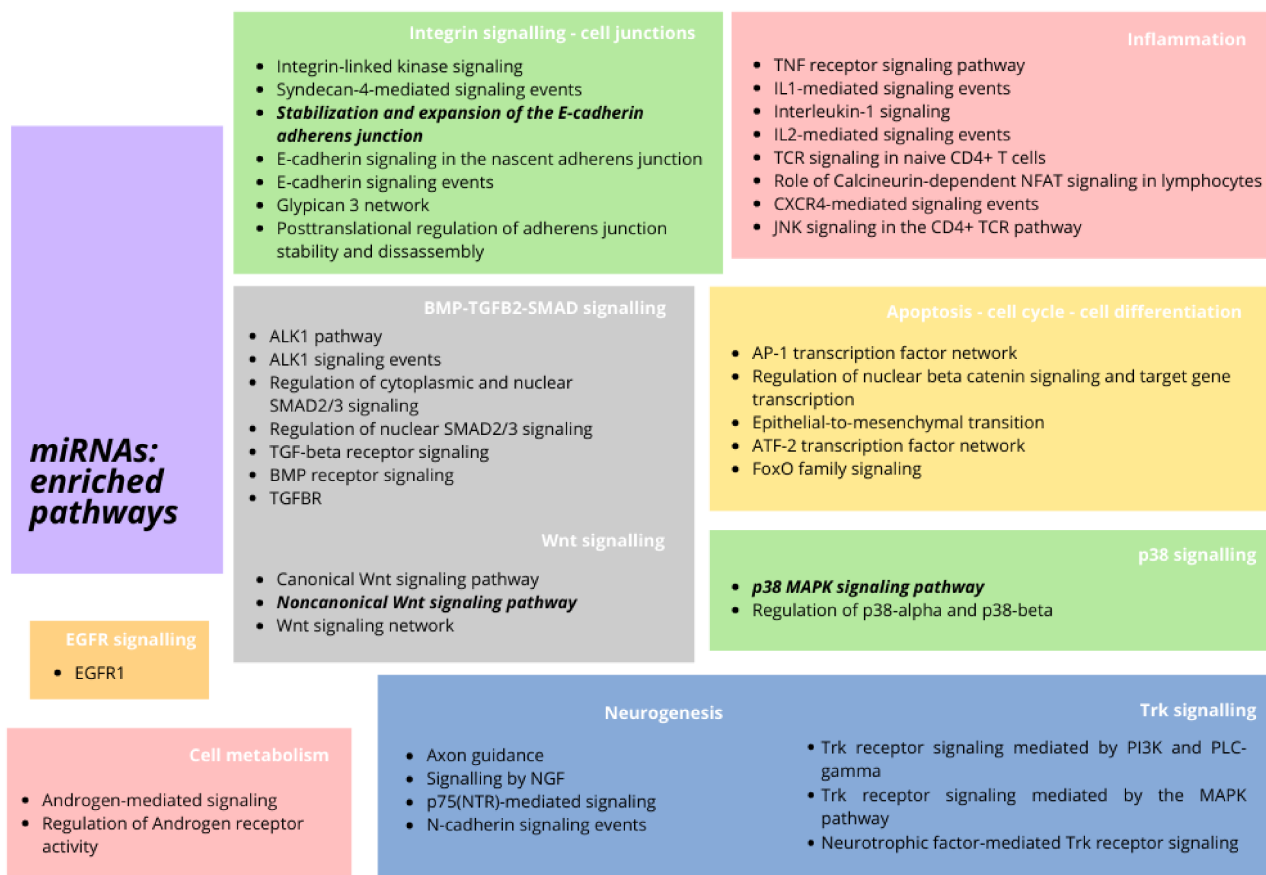 Integrin signalling - cell junctions
• Integrin-linked kinase signaling
• Syndecan-4-mediated signaling events
• Stabilization and expansion of the E-cadherin
adherens junction
• E-cadherin signaling in the nascent adherens junction
• E-cadherin signaling events
• Glypican 3 network
• Posttranslational regulation of adherens junction
stability and dissassembly
Inflammation
• TNF receptor signaling pathway
• IL1-mediated signaling events
• Interleukin-1 signaling
• IL2-mediated signaling events
• TCR signaling in naive CD4+ T cells
• Role of Calcineurin-dependent NFAT signaling in lymphocytes
• CXCR4-mediated signaling events
• JNK signaling in the CD4+ TCR pathway
miRNAs:
enriched
pathways
BMP-TGFB2-SMAD signalling
• ALK1 pathway
• ALK1 signaling events
• Regulation of cytoplasmic and nuclear
SMAD2/3 signaling
• Regulation of nuclear SMAD2/3 signaling
• TGF-beta receptor signaling
• BMP receptor signaling
• TGFBR
Wnt signalling
• Canonical Wnt signaling pathway
• Noncanonical Wnt signaling pathway
• Wnt signaling network
Apoptosis - cell cycle - cell differentiation
• AP-1 transcription factor network
• Regulation of nuclear beta catenin signaling and target gene
transcription
• Epithelial-to-mesenchymal transition
• ATF-2 transcription factor network
• FoxO family signaling
p38 signalling
• p38 MAPK signaling pathway
• Regulation of p38-alpha and p38-beta
EGFR signalling
• EGFR1
Cell metabolism
• Androgen-mediated signaling
• Regulation of Androgen receptor
activity
Neurogenesis
• Axon guidance
• Signalling by NGF
• p75(NTR)-mediated signaling
• N-cadherin signaling events
Trk signalling
• Trk receptor signaling mediated by PI3K and PLC-
gamma
• Trk receptor signaling mediated by the MAPK
pathway
• Neurotrophic factor-mediated Trk receptor signaling